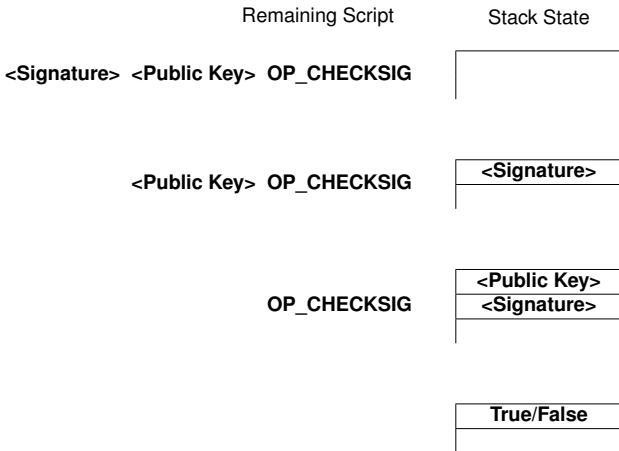 Remaining Script Stack State
<Signature> <Public Key> OP_CHECKSIG
<Public Key> OP_CHECKSIG <Signature>
<Public Key>
OP_CHECKSIG <Signature>
True/False